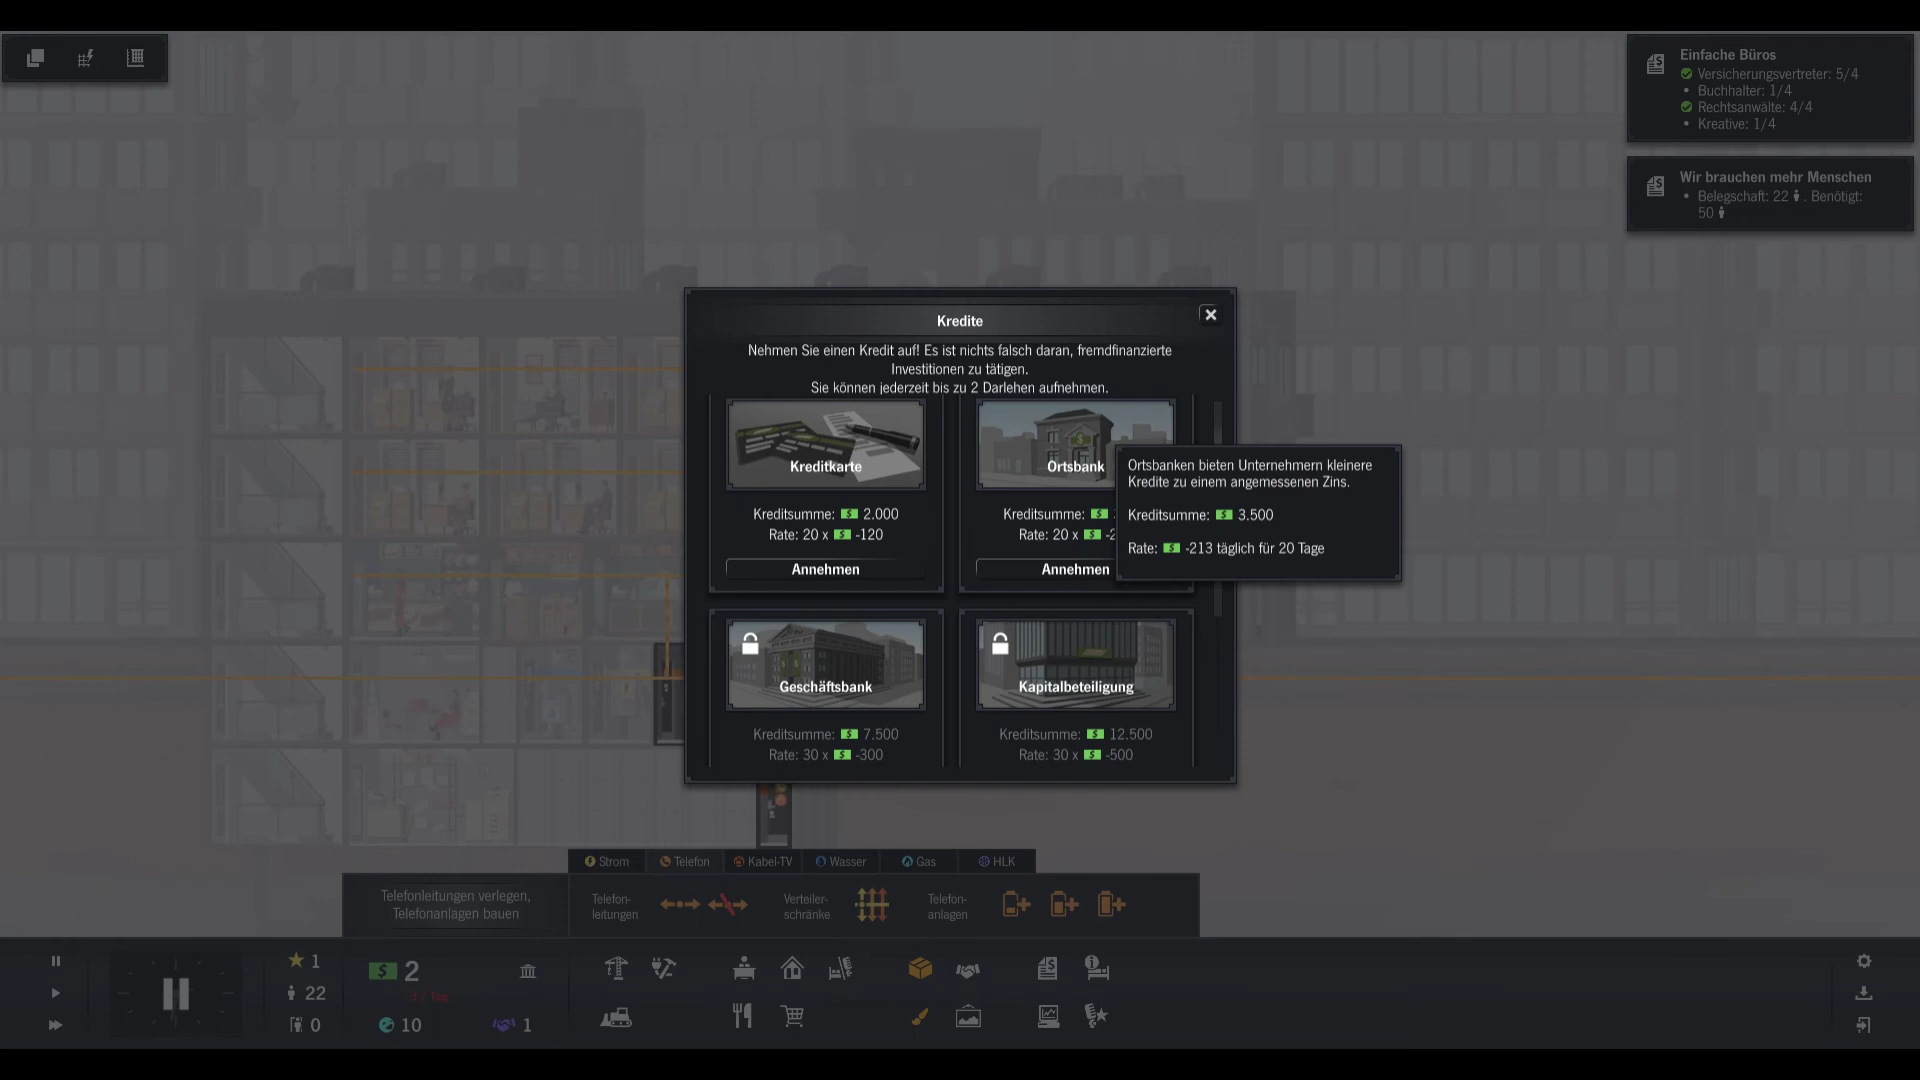 Einfache Büros
Versicherungsvertreter: 5/4
• Buchhalter: 1/4
Rechtsanwälte: 4/4
• Kreative: 1/4
Wir brauchen mehr Menschen
• Belegschaft: 22 . Benötigt:
50
Kredite
Nehmen Sie einen Kredit auf! Es ist nichts falsch daran, fremdfinanzierte
Investitionen zu tätigen.
Sie können jederzeit bis zu 2 Darlehen aufnehmen.
Kreditkarte
Kreditsumme: $ 2.000
Rate: 20 x $ -120
Annehmen
Ortsbank
Kreditsumme: $
Rate: 20 x $ -2
Annehmen
Ortsbanken bieten Unternehmern kleinere
Kredite zu einem angemessenen Zins.
Kreditsumme: $ 3.500
Rate: $ -213 täglich für 20 Tage
Geschäftsbank
Kreditsumme: $ 7.500
Rate: 30 x $ -300
Kapitalbeteiligung
Kreditsumme: $ 12.500
Rate: 30 x $ -500
Strom Telefon Kabel-TV Wasser Gas HLK
Telefonleitungen verlegen,
Telefonanlagen bauen
Telefon-
leitungen
Verteiler-
schränke
Telefon-
anlagen
1
22
0
$ 2
-3 / Tag
10
1